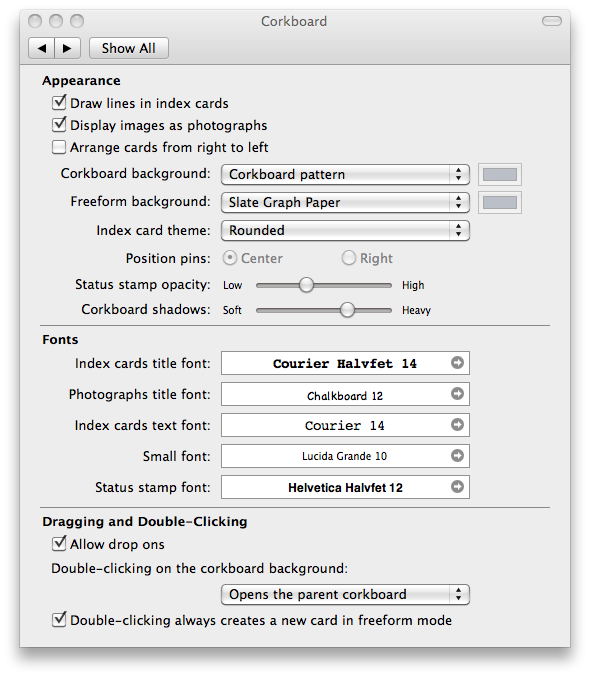 Corkboard
Show All
Appearance
Draw lines in index cards
Display images as photographs
Arrange cards from right to left
Corkboard background: Corkboard pattern
Freeform background: Slate Graph Paper
Index card theme: Rounded
Position pins: Center Right
Status stamp opacity: Low High
Corkboard shadows: Soft Heavy
Fonts
Index cards title font: Courier Halvfet 14
Photographs title font: Chalkboard 12
Index cards text font: Courier 14
Small font: Lucida Grande 10
Status stamp font: Helvetica Halvfet 12
Dragging and Double-Clicking
Allow drop ons
Double-clicking on the corkboard background:
Opens the parent corkboard
Double-clicking always creates a new card in freeform mode